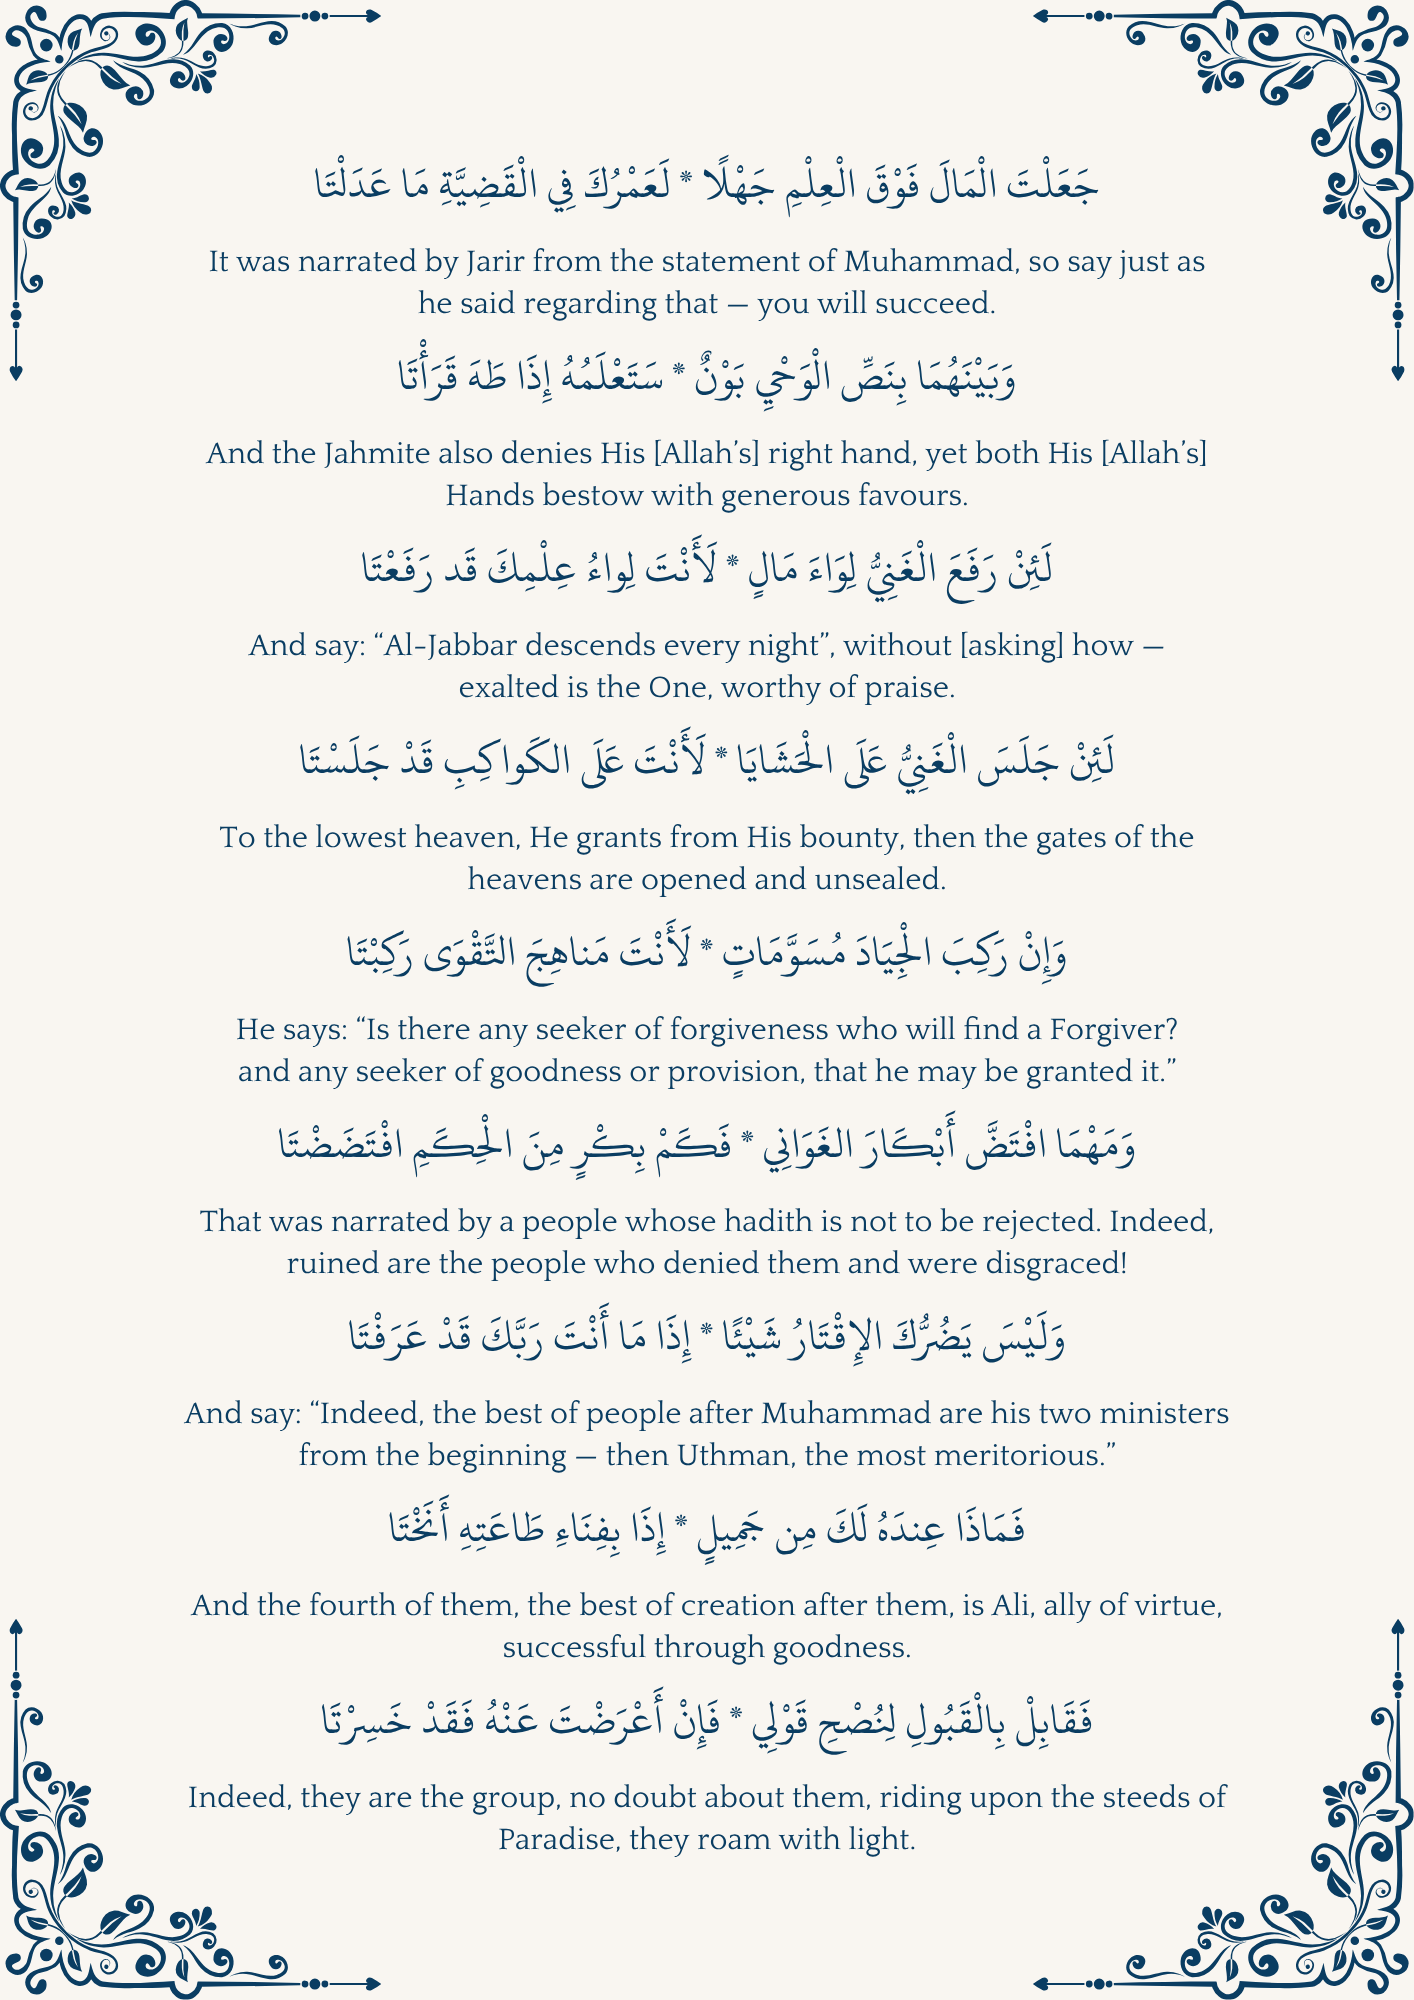 جَعَلْتَ الْمَالَ فَوْقَ الْعِلْمِ جَهْلًا * لَعَمْرُكَ فِي الْقَضِيَّةِ مَا عَدَلْتَا
It was narrated by Jarir from the statement of Muhammad, so say just as
he said regarding that — you will succeed.
وَبَيْنَهُمَا بِنَصِّ الْوَحْيِ بَوْنٌ * سَتَعْلَمُهُ إِذَا طَهَ قَرَأْتَا
And the Jahmite also denies His [Allah’s] right hand, yet both His [Allah’s]
Hands bestow with generous favours.
لَئِنْ رَفَعَ الْغَنِيُّ لِوَاءَ مَالٍ * لَأَنْتَ لِواءُ عِلْمِكَ قَد رَفَعْتَا
And say: “Al-Jabbar descends every night”, without [asking] how —
exalted is the One, worthy of praise.
لَئِنْ جَلَسَ الْغَنِيُّ عَلَى الْحَشَايَا * لَأَنْتَ عَلَى الكَواكِبِ قَدْ جَلَسْتَا
To the lowest heaven, He grants from His bounty, then the gates of the
heavens are opened and unsealed.
وَإِنْ رَكِبَ الْجِيَادَ مُسَوَّمَاتٍ * لَأَنْتَ مَناهِجَ التَّقْوَى رَكِبْتَا
He says: “Is there any seeker of forgiveness who will find a Forgiver?
and any seeker of goodness or provision, that he may be granted it.”
وَمَهْمَا افْتَضَّ أَبْكَارَ الغَوَانِي * فَكَمْ بِكْرٍ مِنَ الْحِكَمِ افْتَضَضْتَا
That was narrated by a people whose hadith is not to be rejected. Indeed,
ruined are the people who denied them and were disgraced!
وَلَيْسَ يَضُرُّكَ الإِقْتَارُ شَيْئًا * إِذَا مَا أَنْتَ رَبَّكَ قَدْ عَرَفْتَا
And say: “Indeed, the best of people after Muhammad are his two ministers
from the beginning — then Uthman, the most meritorious.”
فَمَاذَا عِندَهُ لَكَ مِن جَمِيلٍ * إِذَا بِفِنَاءِ طَاعَتِهِ أَنَخْتَا
And the fourth of them, the best of creation after them, is Ali, ally of virtue,
successful through goodness.
فَقَابِلْ بِالْقَبُولِ لِنُصْحِ قَوْلِي * فَإِنْ أَعْرَضْتَ عَنْهُ فَقَدْ خَسِرْتَا
Indeed, they are the group, no doubt about them, riding upon the steeds of
Paradise, they roam with light.